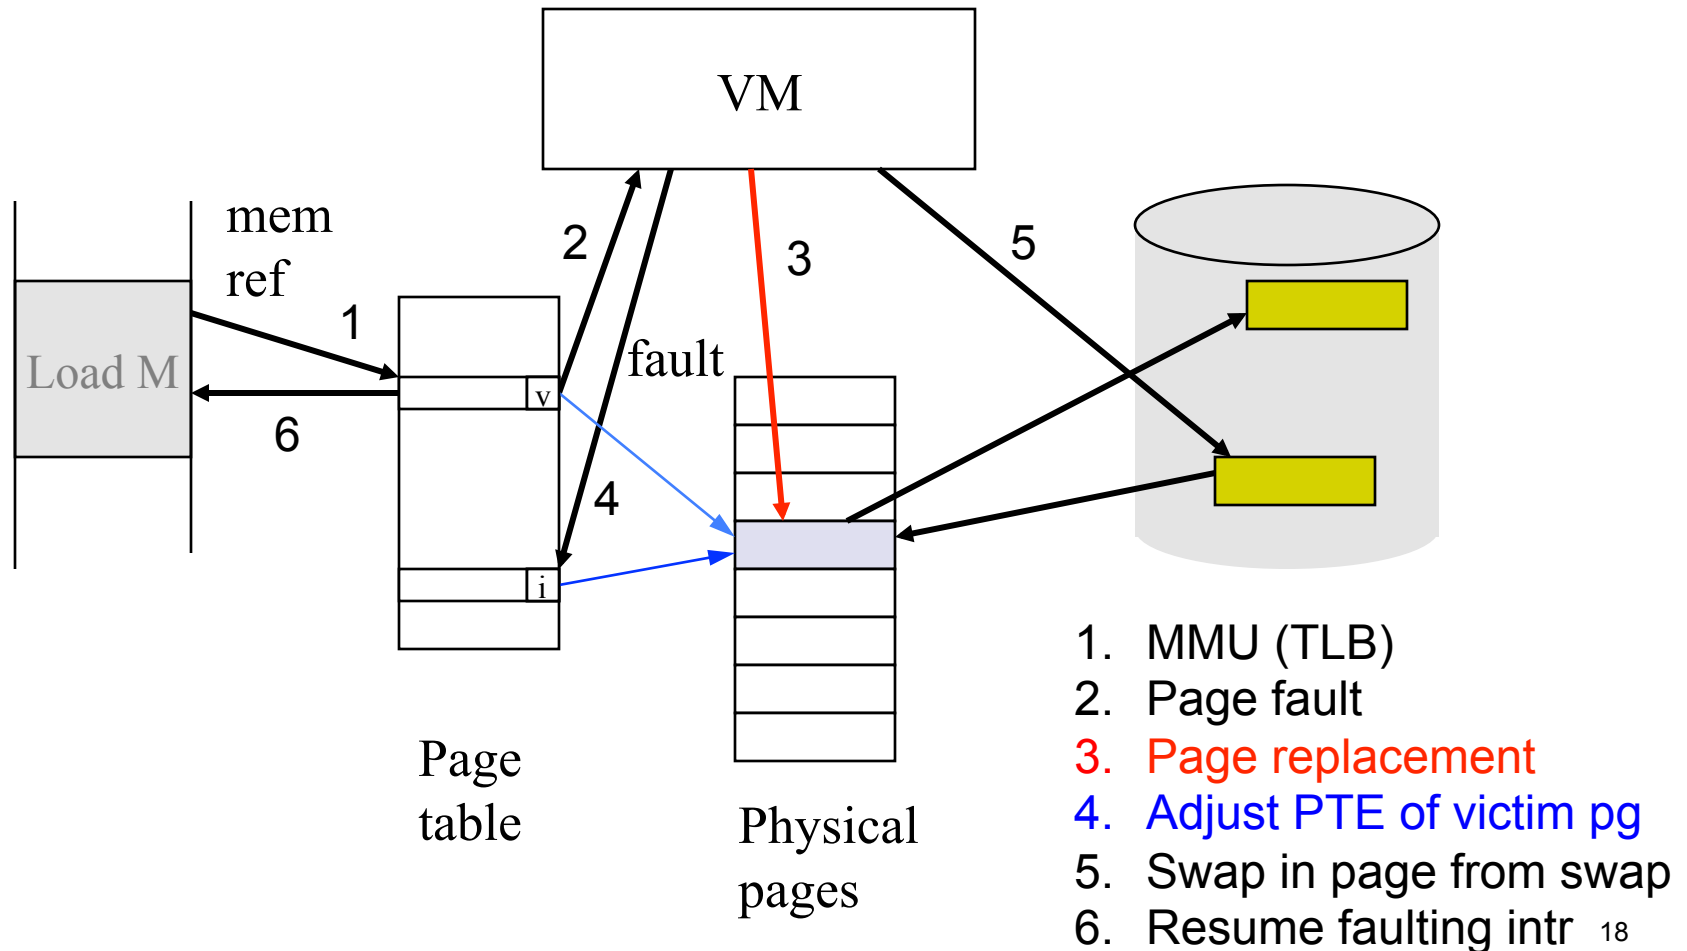 VM
mem
ref
1
2
3
5
Load M
fault
v
6
4
i
Page
table
Physical
pages
1. MMU (TLB)
2. Page fault
3. Page replacement
4. Adjust PTE of victim pg
5. Swap in page from swap
6. Resume faulting intr
18